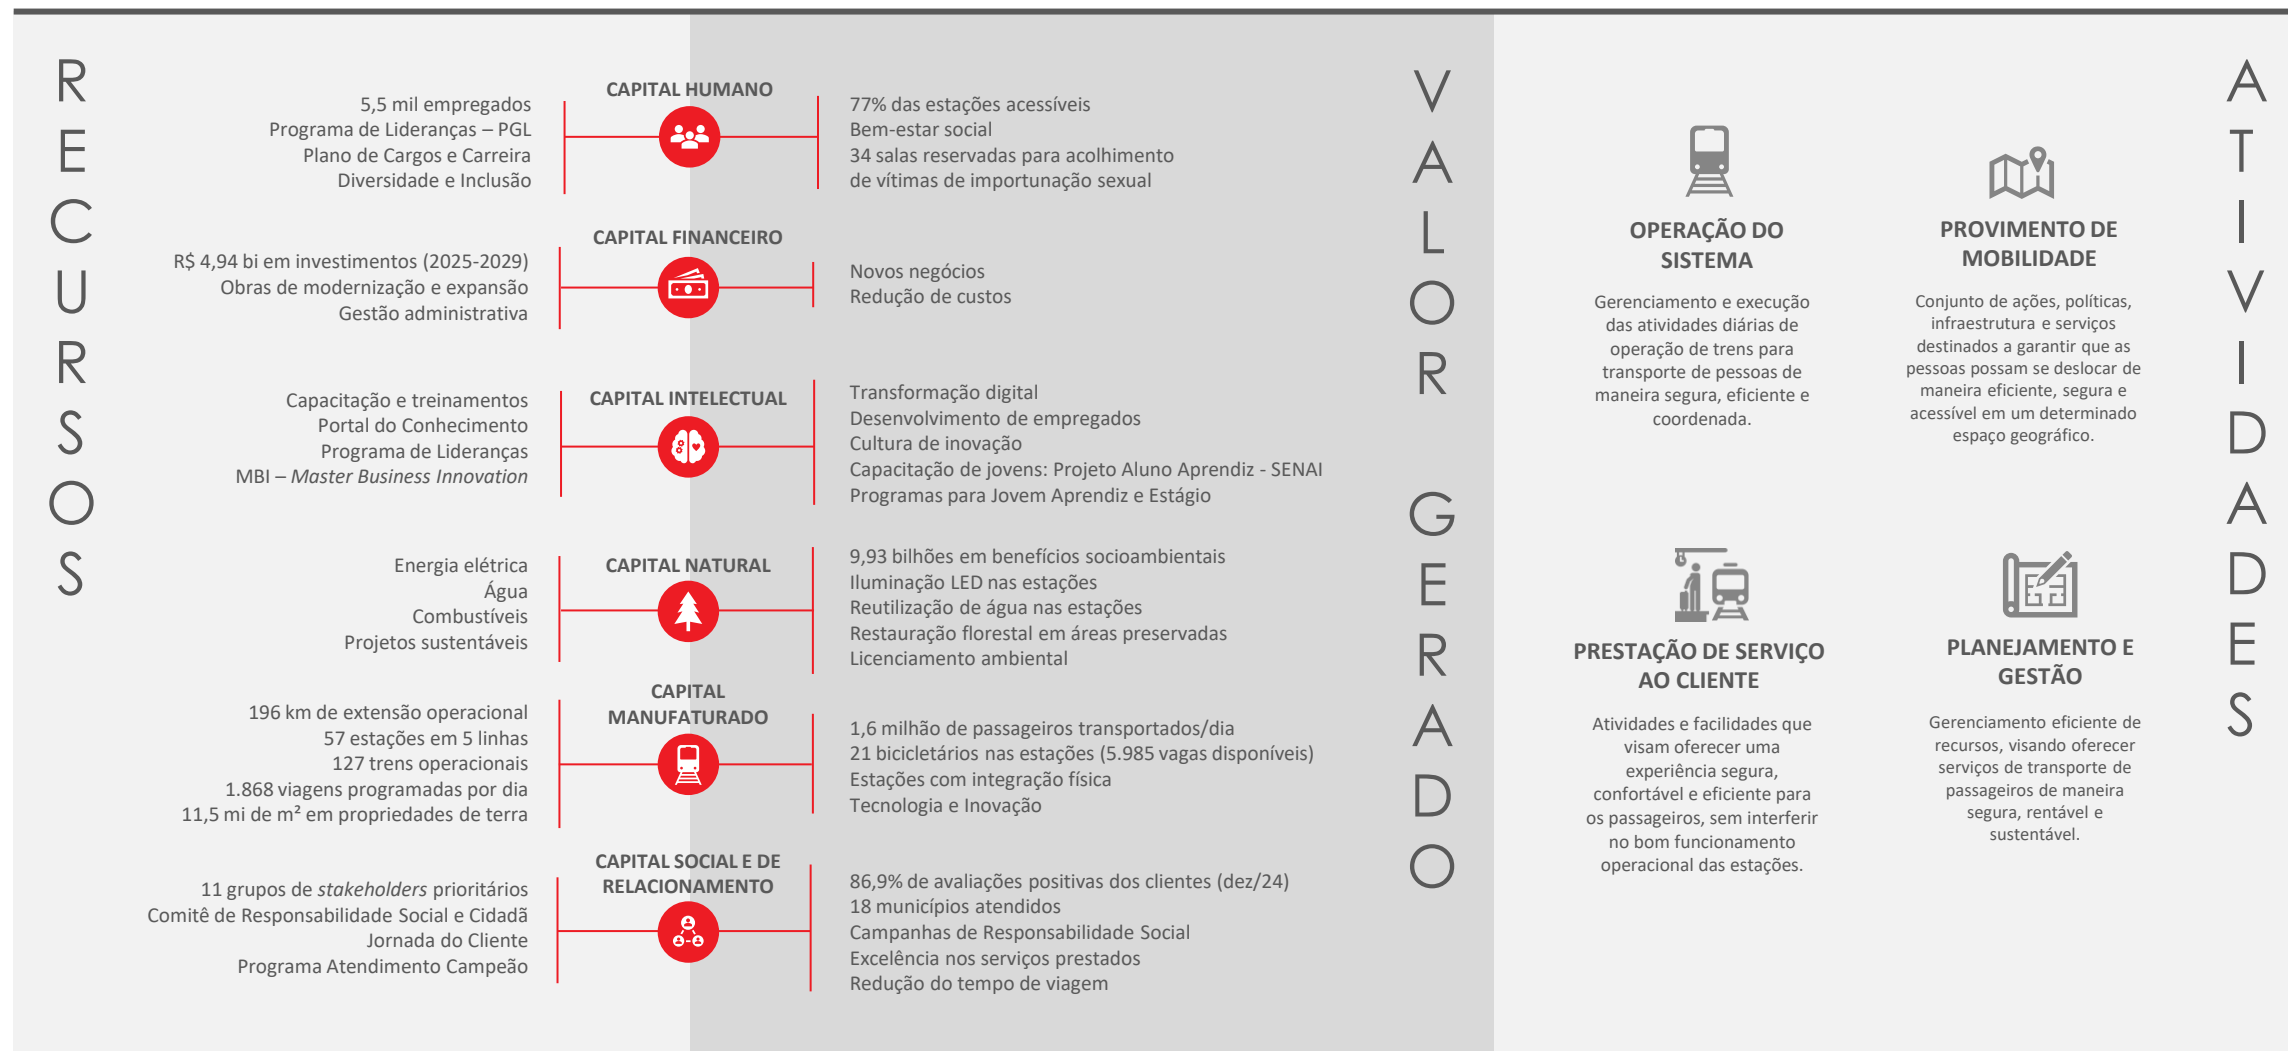 RECURSOS
CAPITAL HUMANO
5,5 mil empregados
Programa de Lideranças – PGL
Plano de Cargos e Carreira
Diversidade e Inclusão
77% das estações acessíveis
Bem-estar social
34 salas reservadas para acolhimento
de vítimas de importunação sexual
CAPITAL FINANCEIRO
R$ 4,94 bi em investimentos (2025-2029)
Obras de modernização e expansão
Gestão administrativa
Novos negócios
Redução de custos
CAPITAL INTELECTUAL
Capacitação e treinamentos
Portal do Conhecimento
Programa de Lideranças
MBI – Master Business Innovation
Transformação digital
Desenvolvimento de empregados
Cultura de inovação
Capacitação de jovens: Projeto Aluno Aprendiz - SENAI
Programas para Jovem Aprendiz e Estágio
CAPITAL NATURAL
Energia elétrica
Água
Combustíveis
Projetos sustentáveis
9,93 bilhões em benefícios socioambientais
Iluminação LED nas estações
Reutilização de água nas estações
Restauração florestal em áreas preservadas
Licenciamento ambiental
CAPITAL
MANUFATURADO
196 km de extensão operacional
57 estações em 5 linhas
127 trens operacionais
1.868 viagens programadas por dia
11,5 mi de m² em propriedades de terra
1,6 milhão de passageiros transportados/dia
21 bicicletários nas estações (5.985 vagas disponíveis)
Estações com integração física
Tecnologia e Inovação
CAPITAL SOCIAL E DE
RELACIONAMENTO
11 grupos de stakeholders prioritários
Comitê de Responsabilidade Social e Cidadã
Jornada do Cliente
Programa Atendimento Campeão
86,9% de avaliações positivas dos clientes (dez/24)
18 municípios atendidos
Campanhas de Responsabilidade Social
Excelência nos serviços prestados
Redução do tempo de viagem
VALOR GERADO
OPERAÇÃO DO
SISTEMA
Gerenciamento e execução
das atividades diárias de
operação de trens para
transporte de pessoas de
maneira segura, eficiente e
coordenada.
PROVIMENTO DE
MOBILIDADE
Conjunto de ações, políticas,
infraestrutura e serviços
destinados a garantir que as
pessoas possam se deslocar de
maneira eficiente, segura e
acessível em um determinado
espaço geográfico.
PRESTAÇÃO DE SERVIÇO
AO CLIENTE
Atividades e facilidades que
visam oferecer uma
experiência segura,
confortável e eficiente para
os passageiros, sem interferir
no bom funcionamento
operacional das estações.
PLANEJAMENTO E
GESTÃO
Gerenciamento eficiente de
recursos, visando oferecer
serviços de transporte de
passageiros de maneira
segura, rentável e
sustentável.
ATIVIDADES